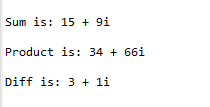 Sum is: 15 + 9i
Product is: 34 + 66i
Diff is: 3 + 1i